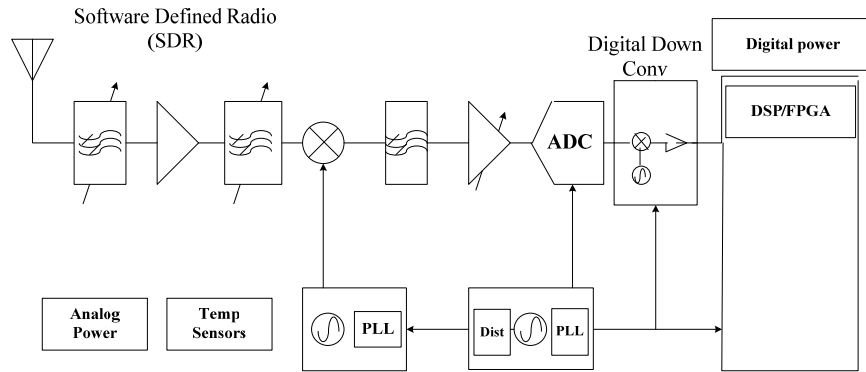 Software Defined Radio
(SDR)
Digital Down
Conv
Digital power
DSP/FPGA
ADC
Analog
Power
Temp
Sensors
PLL
Dist
PLL